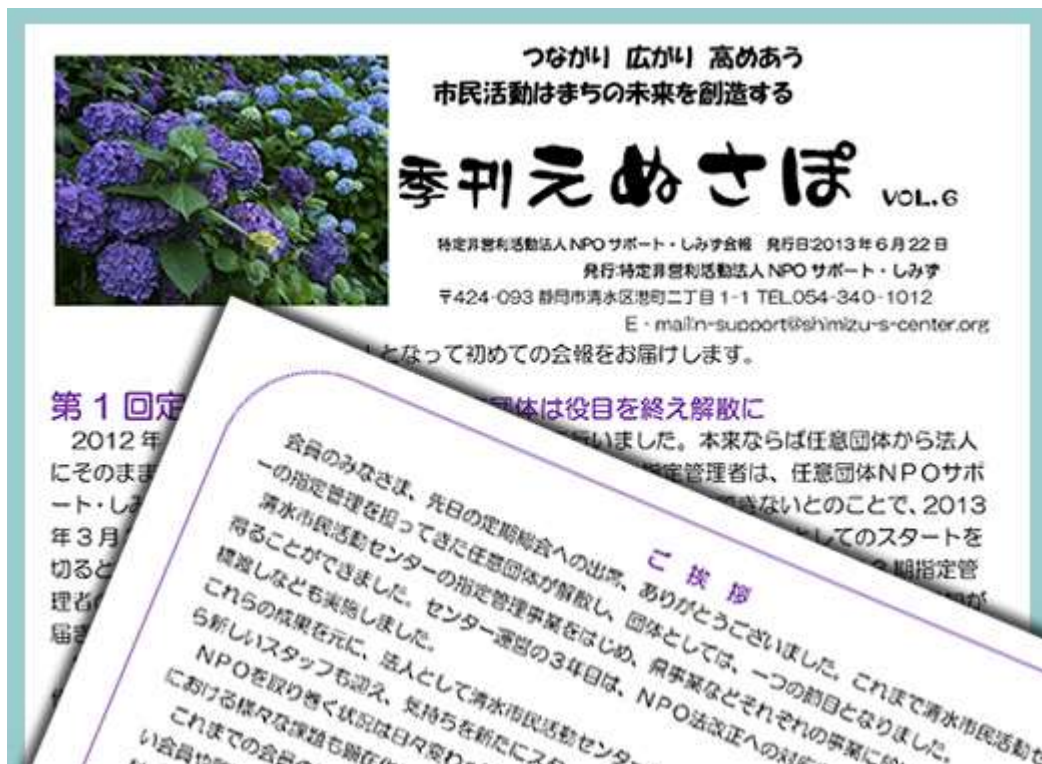 つながり 広がり 高めあう
市民活動はまちの未来を創造する
季刊えぬさぽ VOL.6
特定非営利活動法人NPOサポート・しみず会報 発行日2013年6月22日
発行:特定非営利活動法人NPOサポート・しみず
〒424-093 静岡市清水区港町二丁目1-1 TEL.054-340-1012
E‐mail:n-support@shimizu-s-center.org
となって初めての会報をお届けします。
第1回定 団体は役目を終え解散に
2012年 行いました。本来ならば任意団体から法人
にそのまま 指定管理者は、任意団体NPOサポ
ート・しみ できないとのことで、2013
年3月 としてのスタートを
切ると 期指定管
理者
届き
ご挨拶
会員のみなさま、先日の定期総会への出席、ありがとうございました。これまで清水市民活動セ
ーの指定管理を担ってきた任意団体が解散し、団体としては、一つの節目となりました。
清水市民活動センターの指定管理事業をはじめ、県事業などそれぞれの事業に
得ることができました。センター運営の3年目は、NPO法改正への対応
橋渡しなども実施しました。
これらの成果を元に、法人として清水市民活動センター
ら新しいスタッフも迎え、気持ちを新たにスタ
NPOを取り巻く状況は日々変わ
における様々な課題も顕在化
これまでの会員の
い会員や